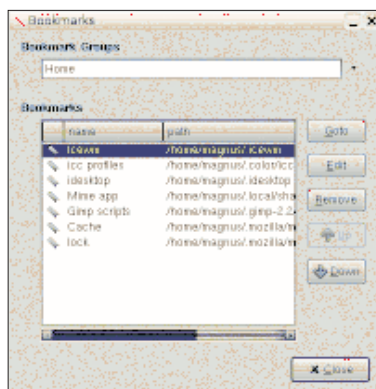 Bookmarks
Bookmark Groups
Home
Bookmarks
name path
icewm /home/magnus/.icewm
icc profiles /home/magnus/.color/icc
idesktop /home/magnus/.idesktop
Mime app /home/magnus/.local/sha
Gimp scripts /home/magnus/.gimp-2.2/
Cache /home/magnus/.mozilla/m
lock /home/magnus/.mozilla/m
Goto
Edit
Remove
Up
Down
Close